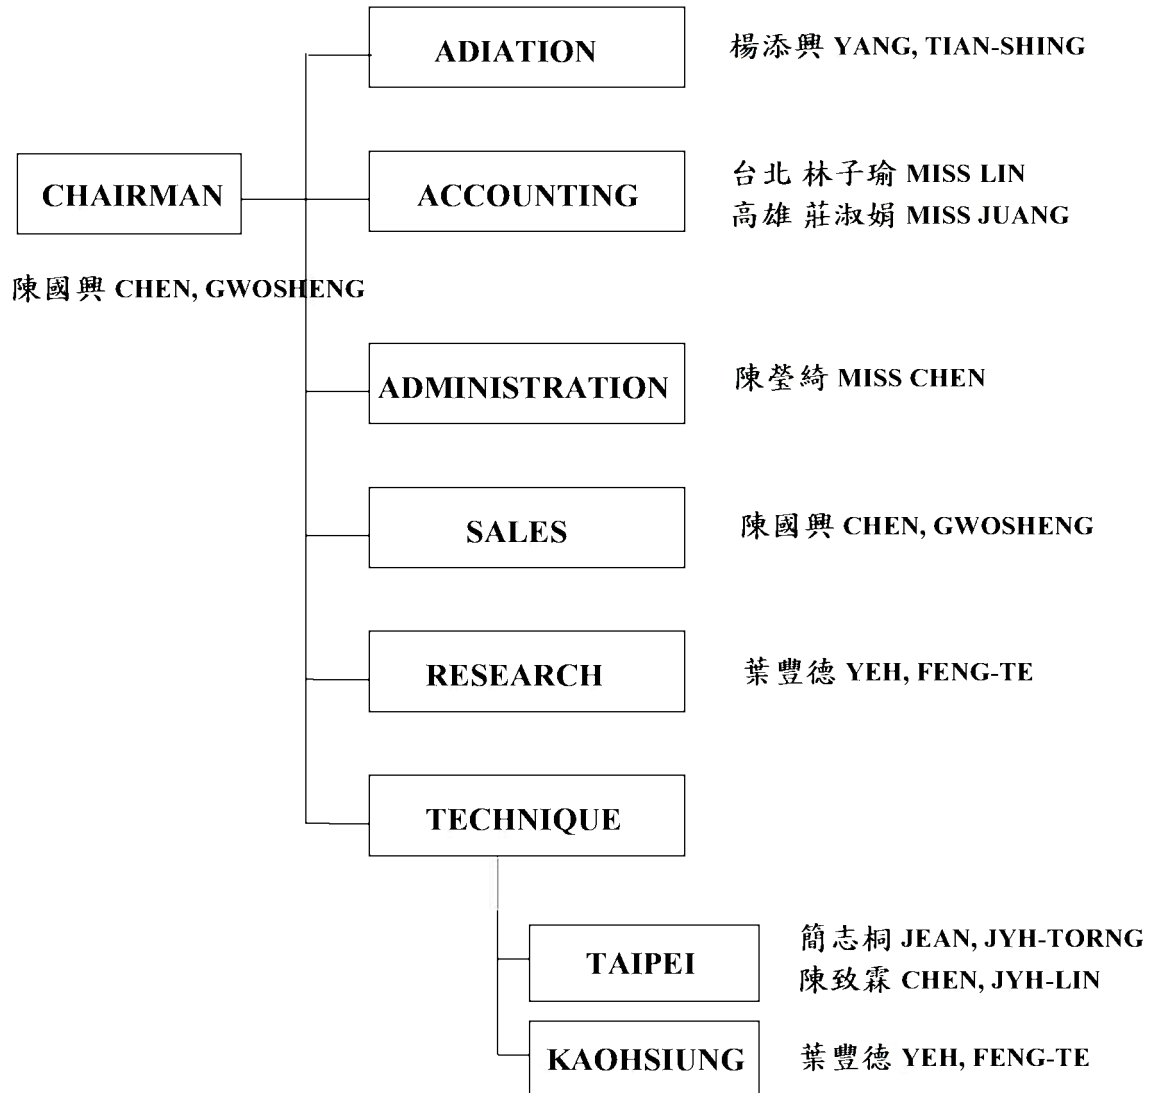 ADIATION
楊添興 YANG, TIAN-SHING
CHAIRMAN
陳國興 CHEN, GWOSHENG
ACCOUNTING
台北 林子瑜 MISS LIN
高雄 莊淑娟 MISS JUANG
ADMINISTRATION
陳瑩綺 MISS CHEN
SALES
陳國興 CHEN, GWOSHENG
RESEARCH
葉豐德 YEH, FENG-TE
TECHNIQUE
TAIPEI
簡志桐 JEAN, JYH-TORNG
陳致霖 CHEN, JYH-LIN
KAOHSIUNG
葉豐德 YEH, FENG-TE